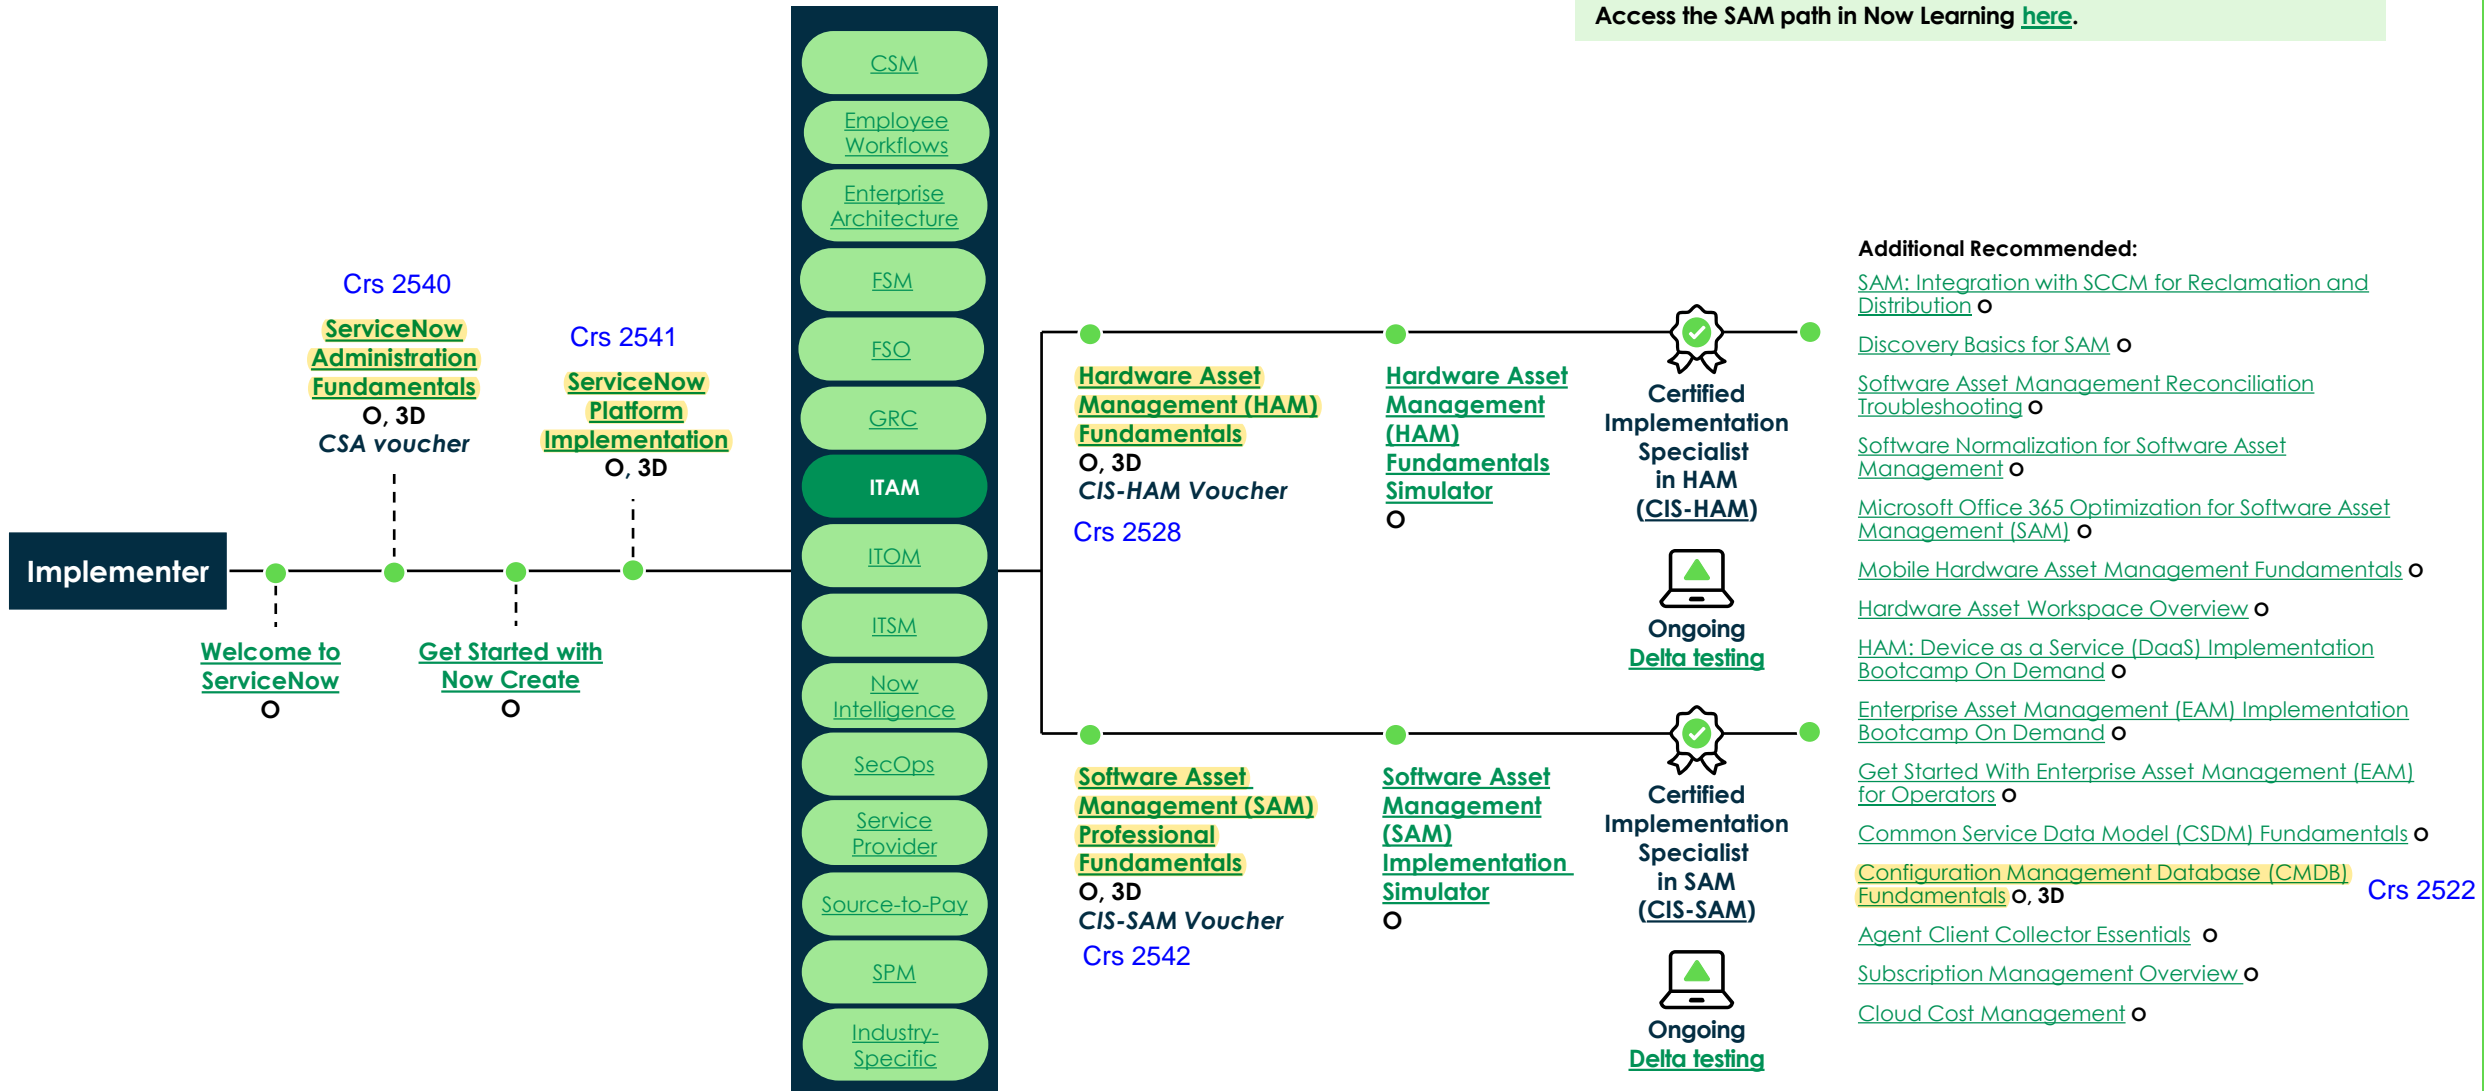 Access the SAM path in Now Learning here.
Implementer
Welcome to
ServiceNow
O
Crs 2540
ServiceNow
Administration
Fundamentals
O, 3D
CSA voucher
Get Started with
Now Create
O
Crs 2541
ServiceNow
Platform
Implementation
O, 3D
CSM
Employee
Workflows
Enterprise
Architecture
FSM
FSO
GRC
ITAM
ITOM
ITSM
Now
Intelligence
SecOps
Service
Provider
Source-to-Pay
SPM
Industry-
Specific
Hardware Asset
Management (HAM)
Fundamentals
O, 3D
CIS-HAM Voucher
Crs 2528
Hardware Asset
Management
(HAM)
Fundamentals
Simulator
O
Certified
Implementation
Specialist
in HAM
(CIS-HAM)
Ongoing
Delta testing
Software Asset
Management (SAM)
Professional
Fundamentals
O, 3D
CIS-SAM Voucher
Crs 2542
Software Asset
Management
(SAM)
Implementation
Simulator
O
Certified
Implementation
Specialist
in SAM
(CIS-SAM)
Ongoing
Delta testing
Additional Recommended:
SAM: Integration with SCCM for Reclamation and
Distribution O
Discovery Basics for SAM O
Software Asset Management Reconciliation
Troubleshooting O
Software Normalization for Software Asset
Management O
Microsoft Office 365 Optimization for Software Asset
Management (SAM) O
Mobile Hardware Asset Management Fundamentals O
Hardware Asset Workspace Overview O
HAM: Device as a Service (DaaS) Implementation
Bootcamp On Demand O
Enterprise Asset Management (EAM) Implementation
Bootcamp On Demand O
Get Started With Enterprise Asset Management (EAM)
for Operators O
Common Service Data Model (CSDM) Fundamentals O
Configuration Management Database (CMDB)
Fundamentals O, 3D
Crs 2522
Agent Client Collector Essentials O
Subscription Management Overview O
Cloud Cost Management O